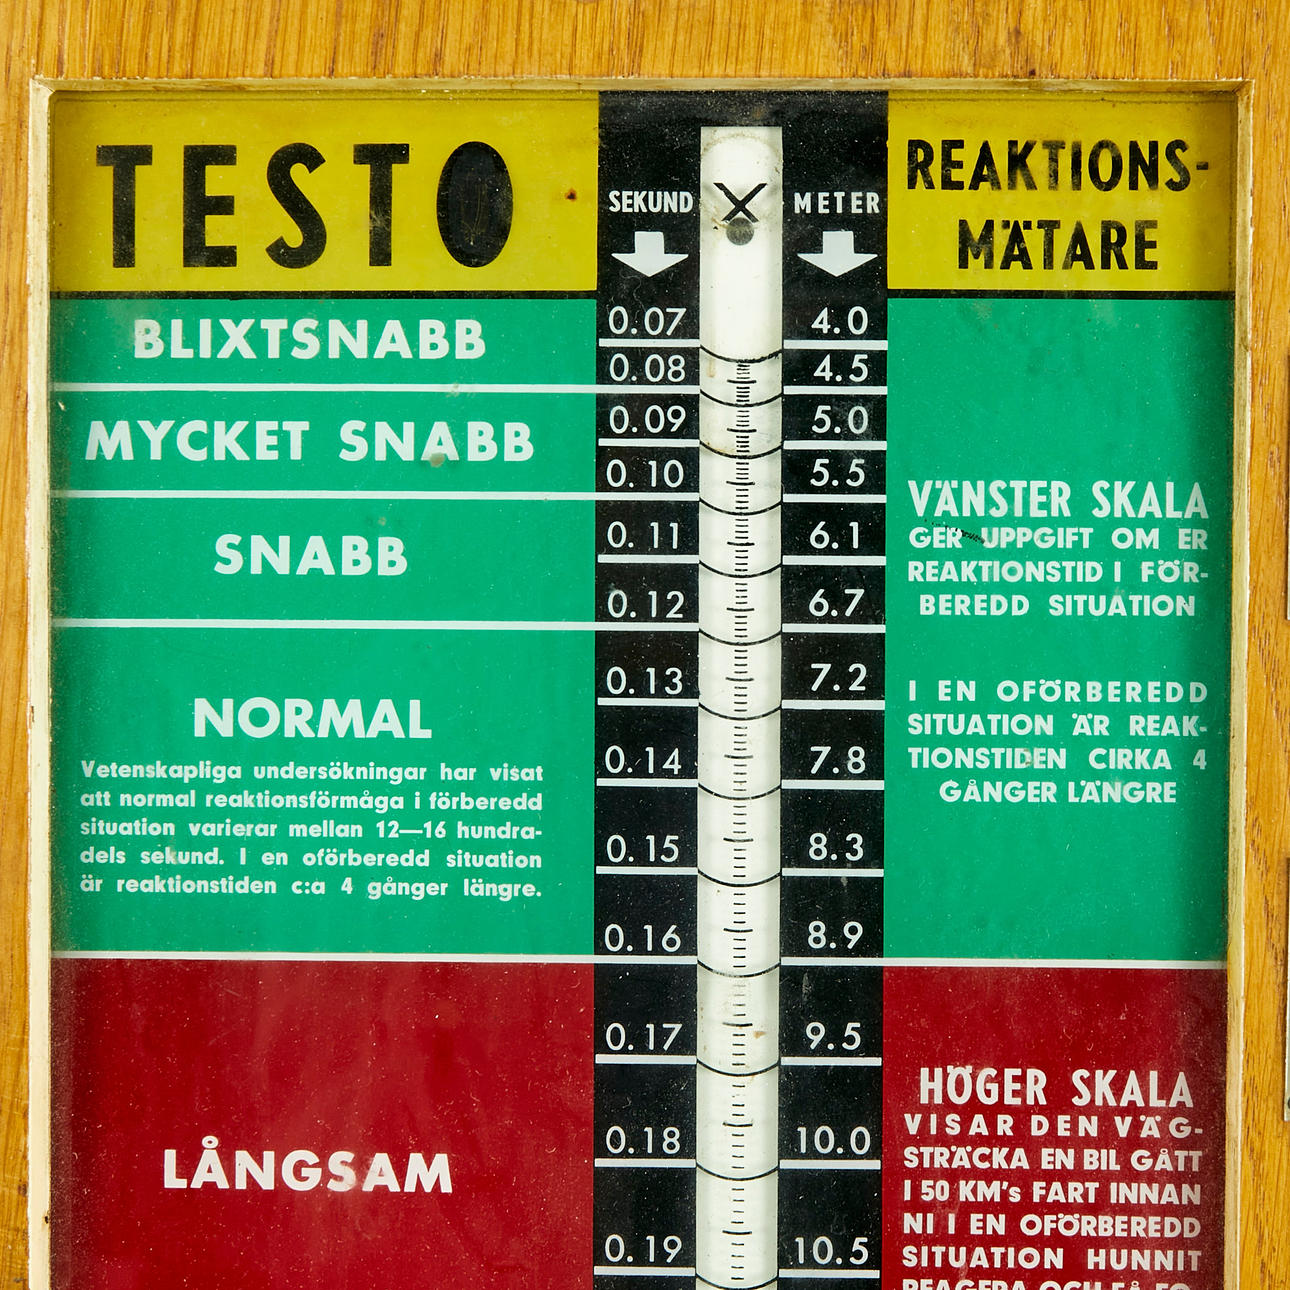 TESTO
BLIXTSNABB
MYCKET SNABB
SNABB
NORMAL
Vetenskapliga undersökningar har visat
att normal reaktionsförmåga i förberedd
situation varierar mellan 12—16 hundra-
dels sekund. I en oförberedd situation
är reaktionstiden c:a 4 gånger längre.
LÅNGSAM
SEKUND X METER
0.07 4.0
0.08 4.5
0.09 5.0
0.10 5.5
0.11 6.1
0.12 6.7
0.13 7.2
0.14 7.8
0.15 8.3
0.16 8.9
0.17 9.5
0.18 10.0
0.19 10.5
REAKTIONS-
MÄTARE
VÄNSTER SKALA
GER UPPGIFT OM ER
REAKTIONSTID I FÖR-
BEREDD SITUATION
I EN OFÖRBEREDD
SITUATION ÄR REAK-
TIONSTIDEN CIRKA 4
GÅNGER LÄNGRE
HÖGER SKALA
VISAR DEN VÄG-
STRÄCKA EN BIL GÅTT
I 50 KM's FART INNAN
NI I EN OFÖRBEREDD
SITUATION HUNNIT
REAGERA OCH FÅ FO-